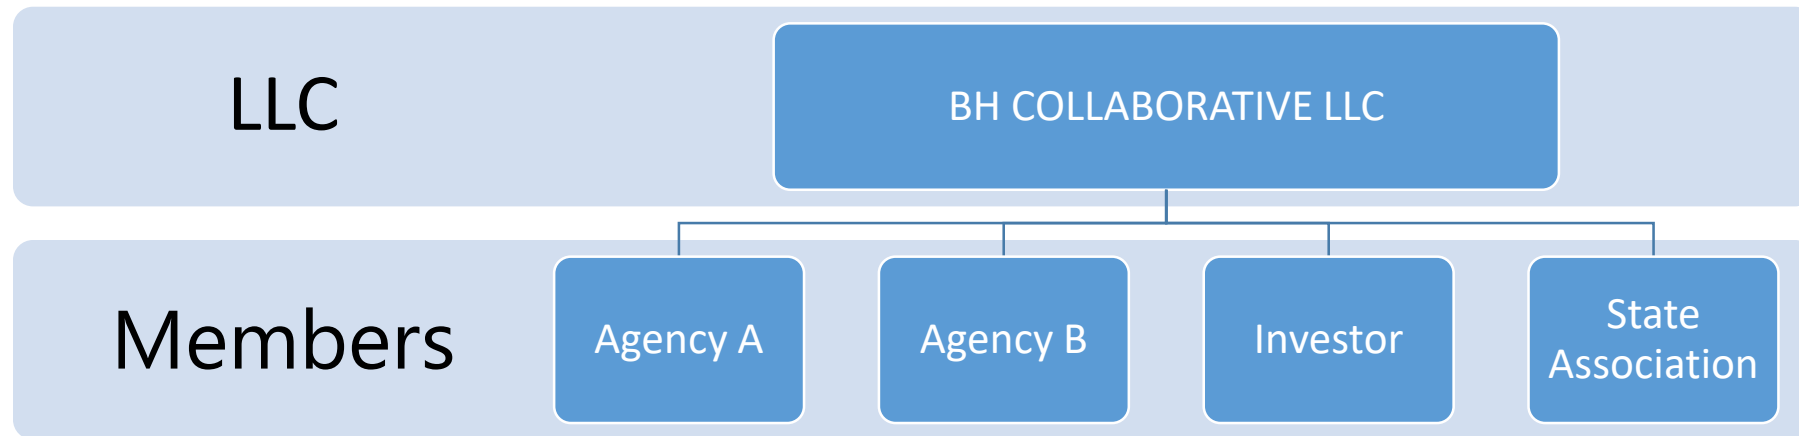 LLC
BH COLLABORATIVE LLC
Members
Agency A
Agency B
Investor
State
Association